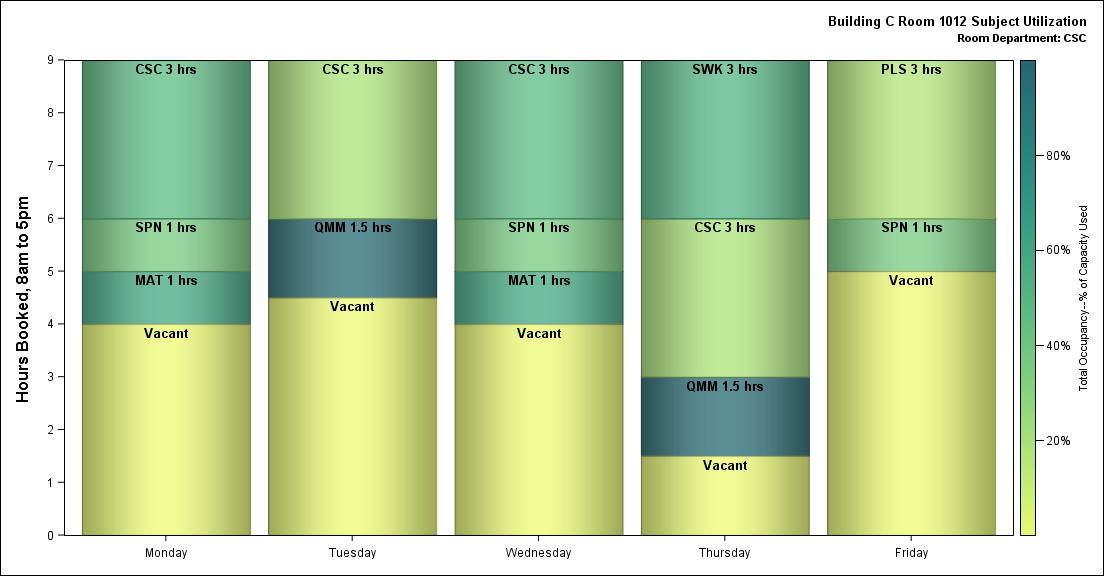 Building C Room 1012 Subject Utilization
Room Department: CSC
Hours Booked, 8am to 5pm
9
8
7
6
5
4
3
2
1
0
CSC 3 hrs
SPN 1 hrs
MAT 1 hrs
Vacant
CSC 3 hrs
QMM 1.5 hrs
Vacant
CSC 3 hrs
SPN 1 hrs
MAT 1 hrs
Vacant
SWK 3 hrs
CSC 3 hrs
QMM 1.5 hrs
Vacant
PLS 3 hrs
SPN 1 hrs
Vacant
Monday
Tuesday
Wednesday
Thursday
Friday
80%
60%
40%
20%
Total Occupancy--% of Capacity Used